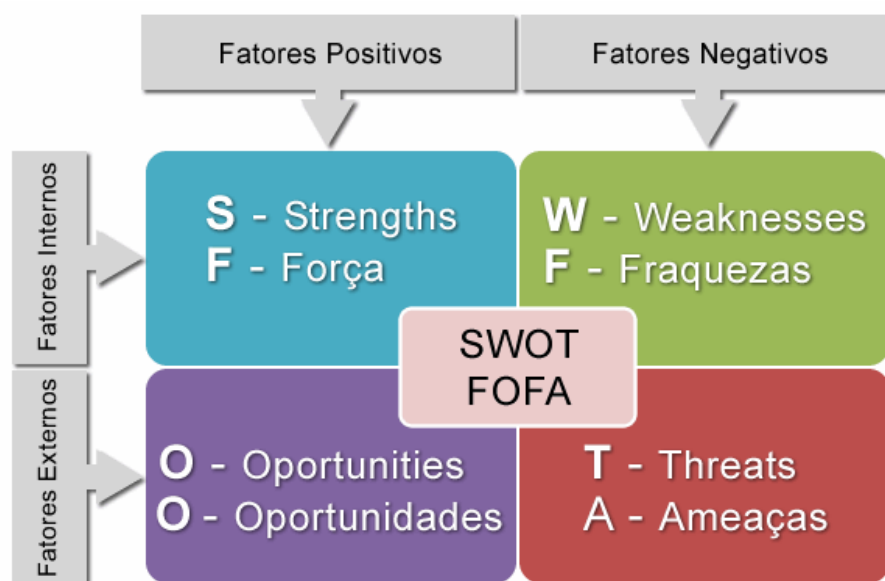 Fatores Positivos
Fatores Negativos
Fatores Internos
S - Strengths
F - Força
W - Weaknesses
F - Fraquezas
SWOT
FOFA
Fatores Externos
O - Oportunities
O - Oportunidades
T - Threats
A - Ameaças